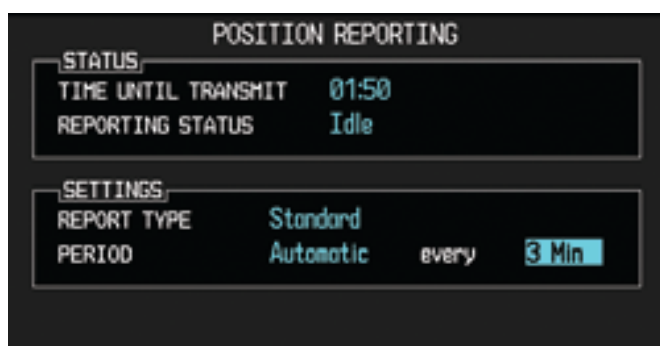 POSITION REPORTING
STATUS
TIME UNTIL TRANSMIT 01:50
REPORTING STATUS Idle
SETTINGS
REPORT TYPE Standard
PERIOD Automatic every 3 Min